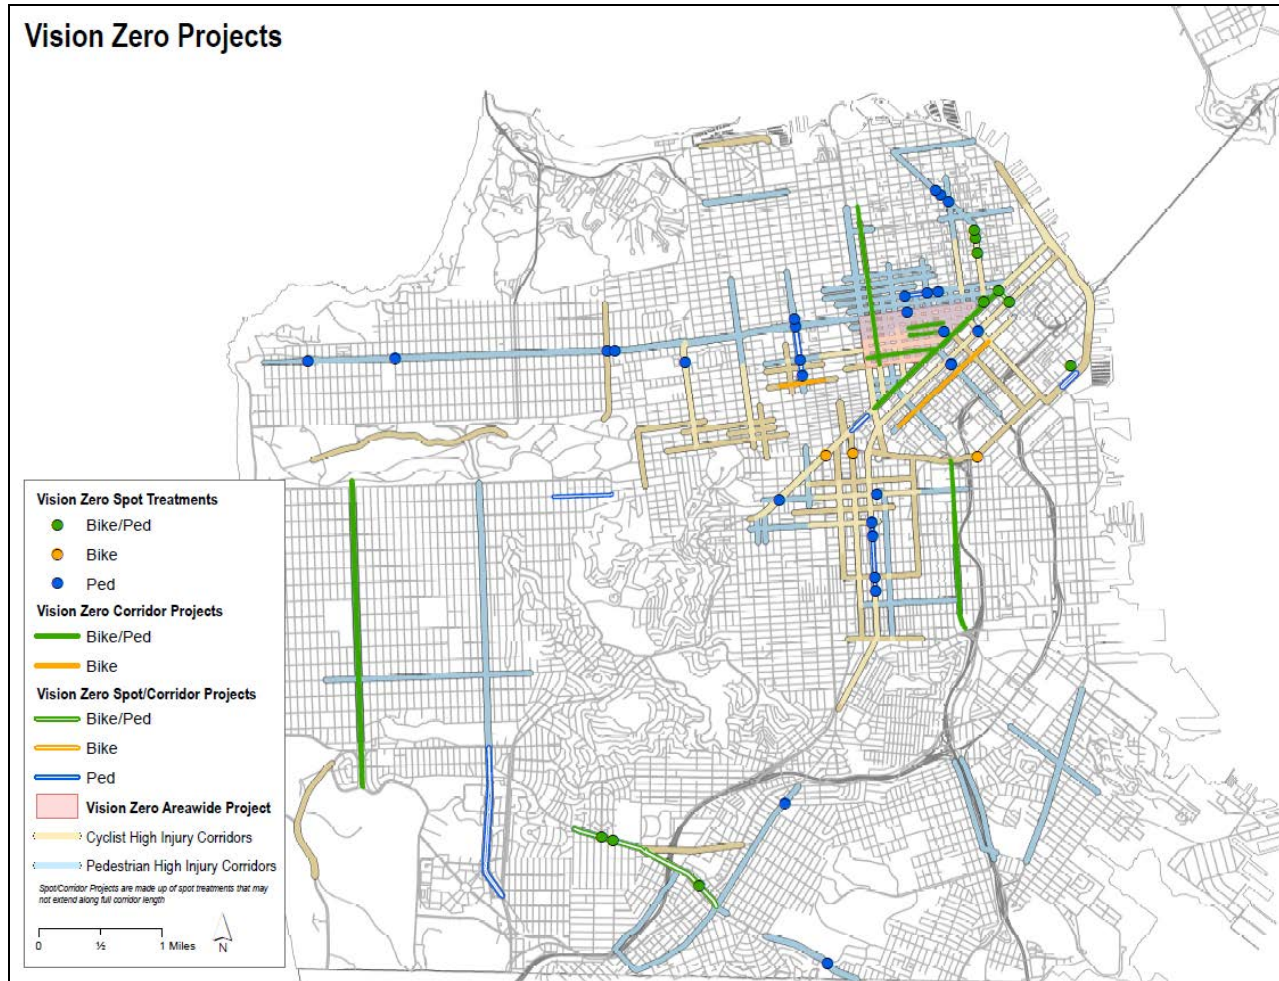 Vision Zero Projects
Vision Zero Spot Treatments
Bike/Ped
Bike
Ped
Vision Zero Corridor Projects
Bike/Ped
Bike
Vision Zero Spot/Corridor Projects
Bike/Ped
Bike
Ped
Vision Zero Areawide Project
Cyclist High Injury Corridors
Pedestrian High Injury Corridors
Spot/Corridor Projects are made up of spot treatments that may
not extend along full corridor length
0 ½ 1 Miles
N